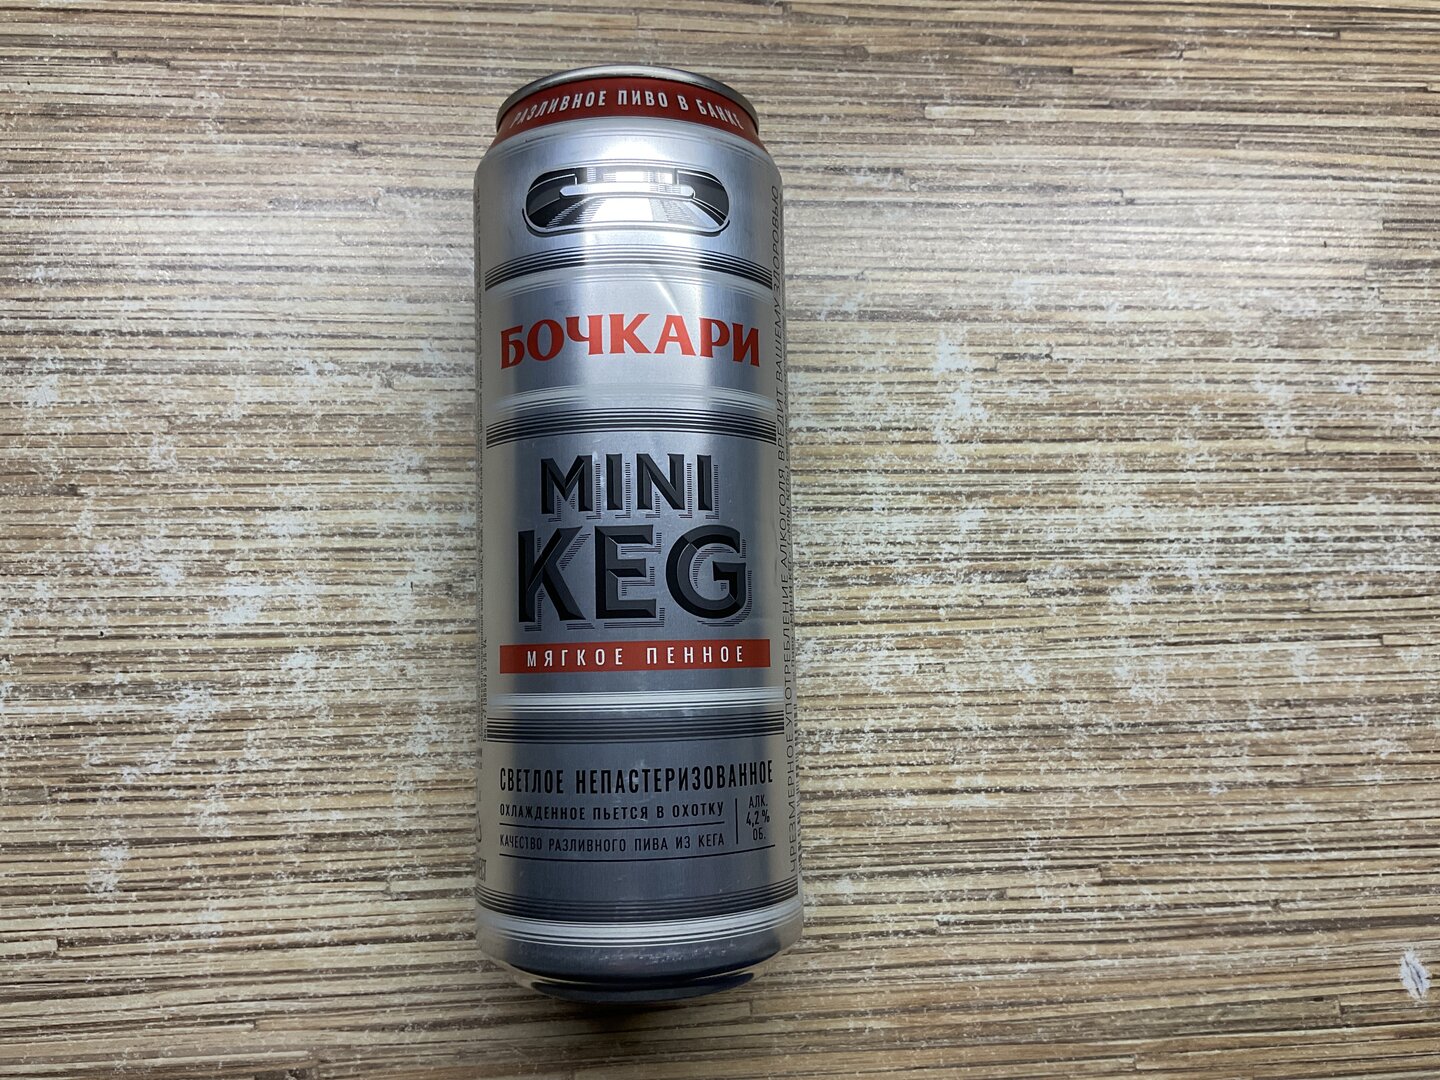 РАЗЛИВНОЕ ПИВО В БАНКЕ
БОЧКАРИ
MINI
KEG
МЯГКОЕ ПЕННОЕ
СВЕТЛОЕ НЕПАСТЕРИЗОВАННОЕ
ОХЛАЖДЕННОЕ ПЬЕТСЯ В ОХОТКУ
КАЧЕСТВО РАЗЛИВНОГО ПИВА ИЗ КЕГА
АЛК.
4,2 %
ОБ.
ЧРЕЗМЕРНОЕ УПОТРЕБЛЕНИЕ АЛКОГОЛЯ ВРЕДИТ ВАШЕМУ ЗДОРОВЬЮ